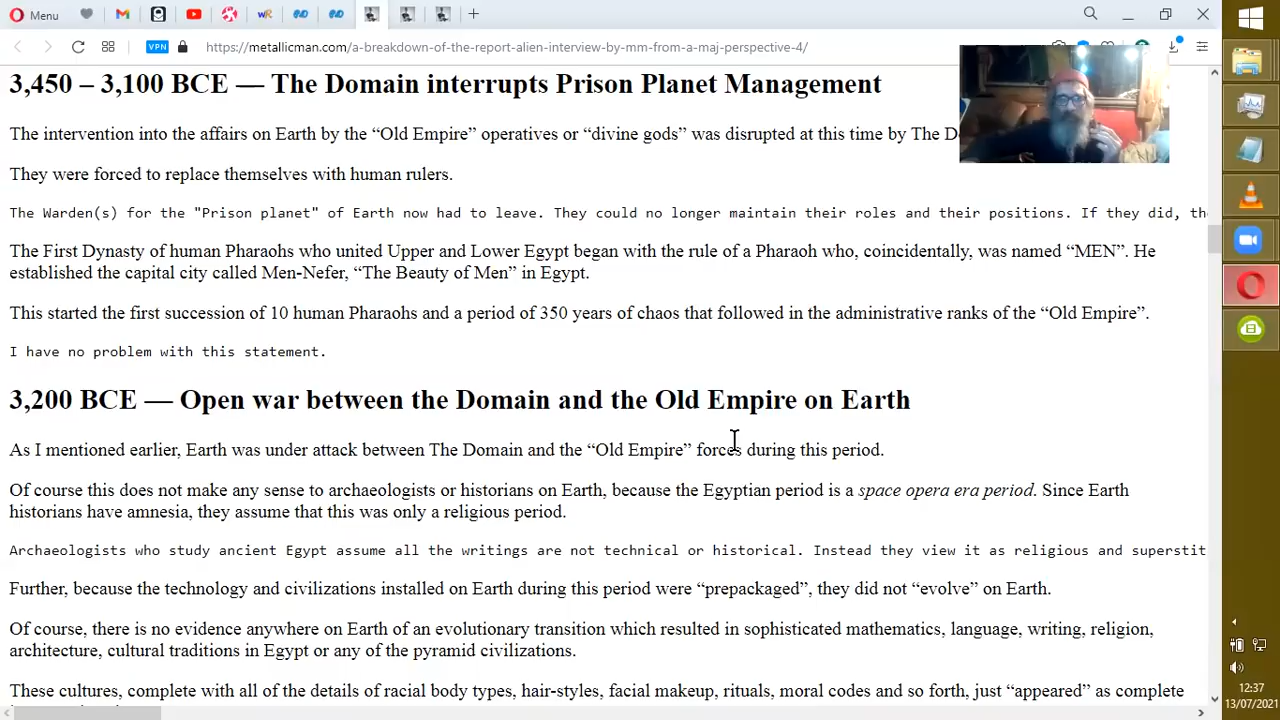 Menu
https://metallicman.com/a-breakdown-of-the-report-alien-interview-by-mm-from-a-maj-perspective-4/
VPN
3,450 – 3,100 BCE — The Domain interrupts Prison Planet Management
The intervention into the affairs on Earth by the “Old Empire” operatives or “divine gods” was disrupted at this time by The
They were forced to replace themselves with human rulers.
The Warden(s) for the "Prison planet" of Earth now had to leave. They could no longer maintain their roles and their positions. If they did,
The First Dynasty of human Pharaohs who united Upper and Lower Egypt began with the rule of a Pharaoh who, coincidentally, was named “MEN”. He
established the capital city called Men-Nefer, “The Beauty of Men” in Egypt.
This started the first succession of 10 human Pharaohs and a period of 350 years of chaos that followed in the administrative ranks of the “Old Empire”.
I have no problem with this statement.
3,200 BCE — Open war between the Domain and the Old Empire on Earth
As I mentioned earlier, Earth was under attack between The Domain and the “Old Empire” forces during this period.
Of course this does not make any sense to archaeologists or historians on Earth, because the Egyptian period is a space opera era period. Since Earth
historians have amnesia, they assume that this was only a religious period.
Archaeologists who study ancient Egypt assume all the writings are not technical or historical. Instead they view it as religious and superstit
Further, because the technology and civilizations installed on Earth during this period were “prepackaged”, they did not “evolve” on Earth.
Of course, there is no evidence anywhere on Earth of an evolutionary transition which resulted in sophisticated mathematics, language, writing, religion,
architecture, cultural traditions in Egypt or any of the pyramid civilizations.
These cultures, complete with all of the details of racial body types, hair-styles, facial makeup, rituals, moral codes and so forth, just “appeared” as complete
12:37
13/07/2021